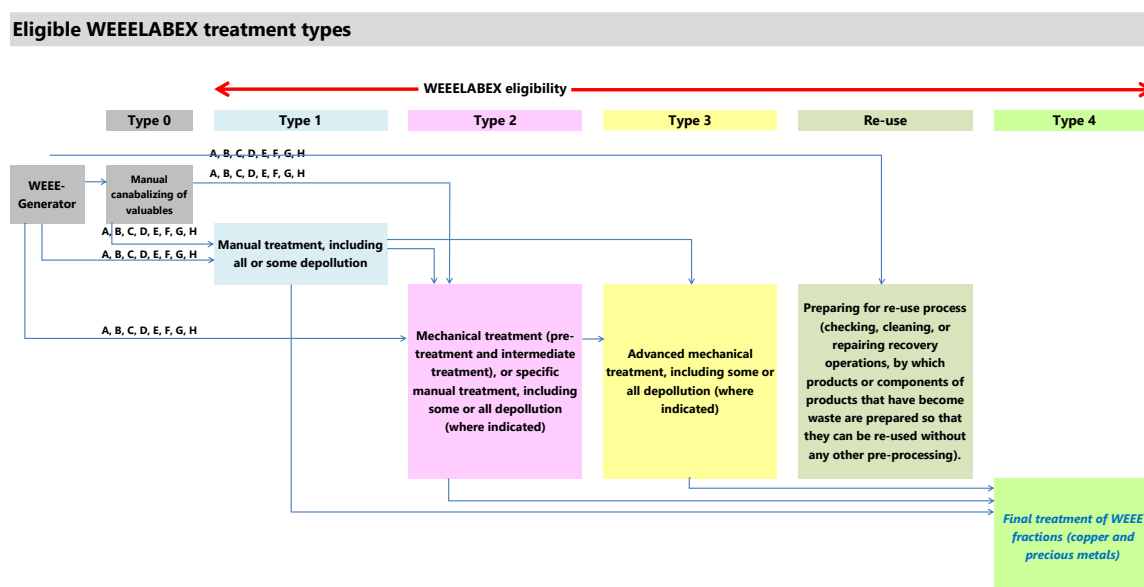 Eligible WEEELABEX treatment types
WEEELABEX eligibility
Type 0
Type 1
Type 2
Type 3
Re-use
Type 4
A, B, C, D, E, F, G, H
A, B, C, D, E, F, G, H
WEEE-
Generator
Manual
canabalizing of
valuables
A, B, C, D, E, F, G, H
A, B, C, D, E, F, G, H
Manual treatment, including
all or some depollution
A, B, C, D, E, F, G, H
Mechanical treatment (pre-
treatment and intermediate
treatment), or specific
manual treatment, including
some or all depollution
(where indicated)
Advanced mechanical
treatment, including some or
all depollution (where
indicated)
Preparing for re-use process
(checking, cleaning, or
repairing recovery
operations, by which
products or components of
products that have become
waste are prepared so that
they can be re-used without
any other pre-processing).
Final treatment of WEEE
fractions (copper and
precious metals)